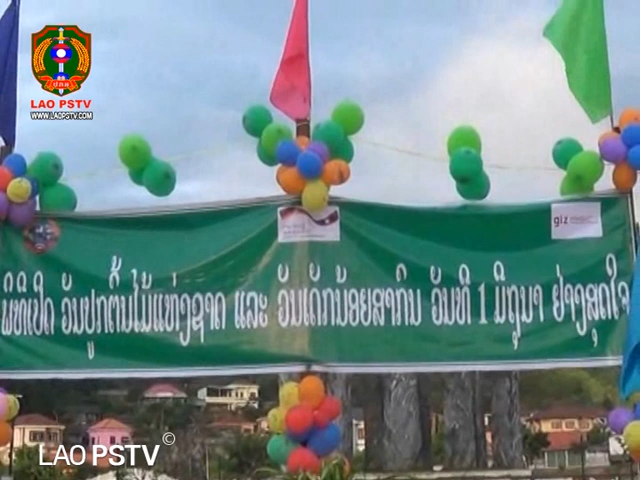 LAO PSTV
WWW.LAOPSTV.COM
giz
ພິທີເປີດ ວັນປູກຕົ້ນໄມ້ແຫ່ງຊາດ ແລະ ວັນເດັກນ້ອຍສາກົນ ວັນທີ 1 ມິຖຸນາ ຢ່າງສຸດໃຈ
LAO PSTV©